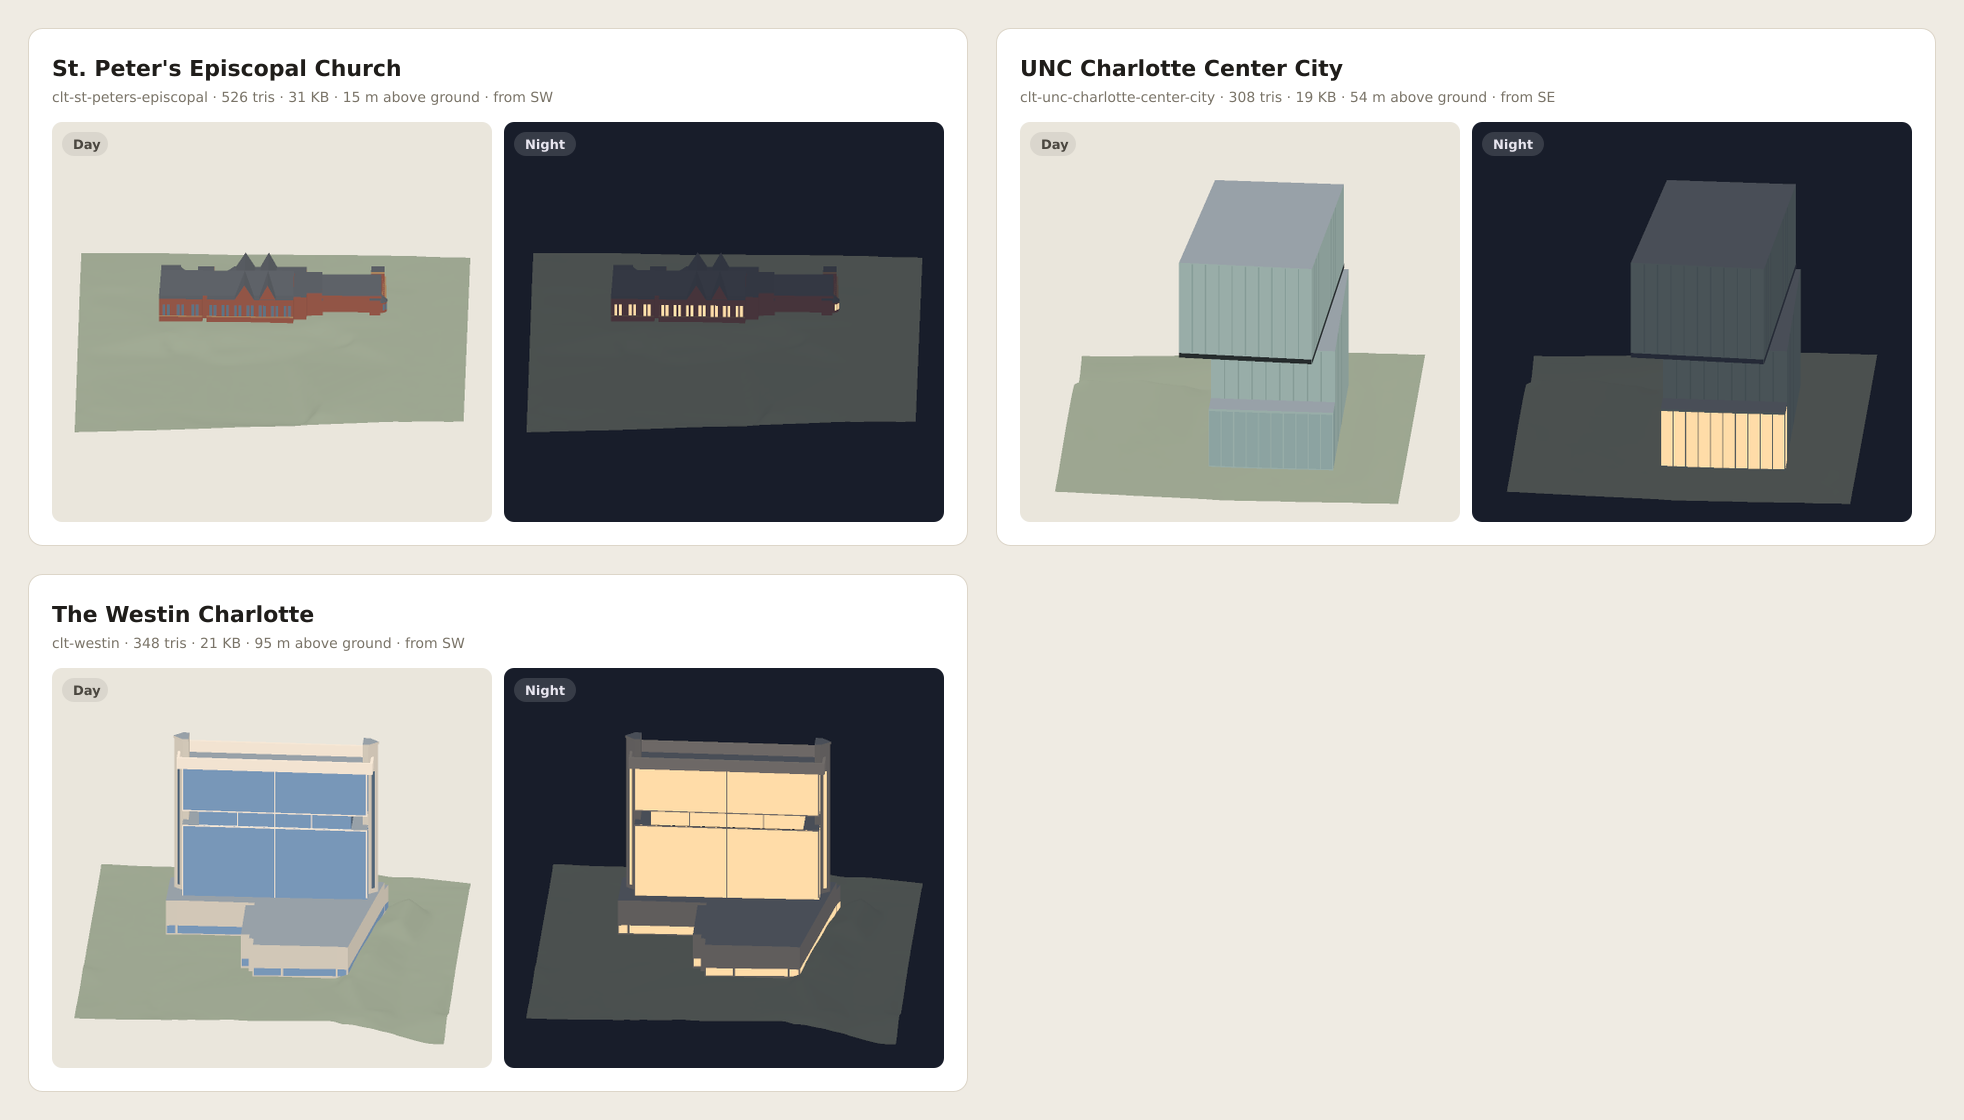 St. Peter's Episcopal Church
clt-st-peters-episcopal · 526 tris · 31 KB · 15 m above ground · from SW
Day
Night
UNC Charlotte Center City
clt-unc-charlotte-center-city · 308 tris · 19 KB · 54 m above ground · from SE
Day
Night
The Westin Charlotte
clt-westin · 348 tris · 21 KB · 95 m above ground · from SW
Day
Night